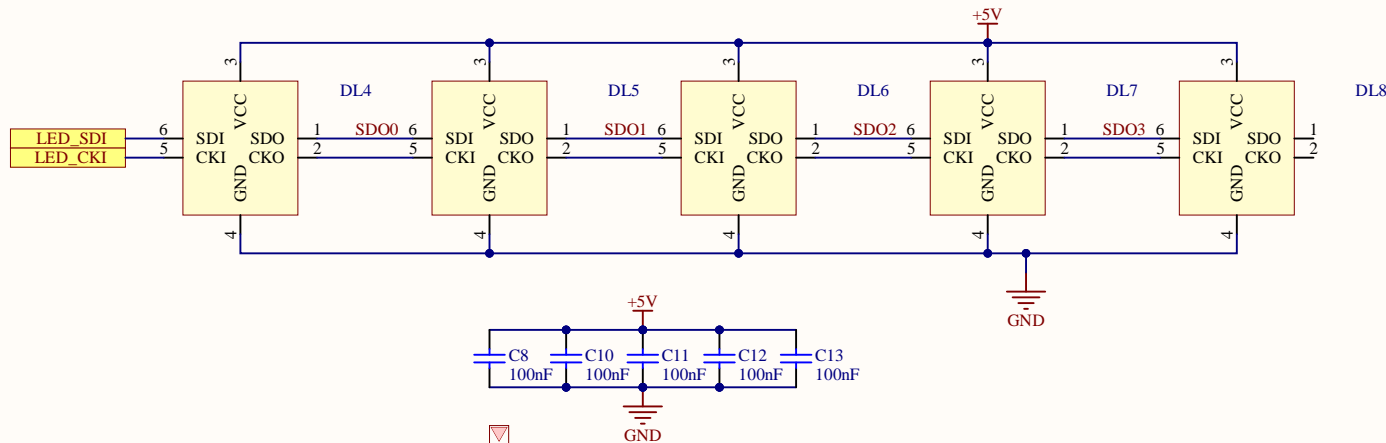 +5V
3 3 3 3 3
DL4 DL5 DL6 DL7 DL8
VCC VCC VCC VCC VCC
LED_SDI 6 SDI SDO 1 SDO0 6 SDI SDO 1 SDO1 6 SDI SDO 1 SDO2 6 SDI SDO 1 SDO3 6 SDI SDO 1
LED_CKI 5 CKI CKO 2 5 CKI CKO 2 5 CKI CKO 2 5 CKI CKO 2 5 CKI CKO 2
GND GND GND GND GND
4 4 4 4 4
GND
+5V
C8 C10 C11 C12 C13
100nF 100nF 100nF 100nF 100nF
GND